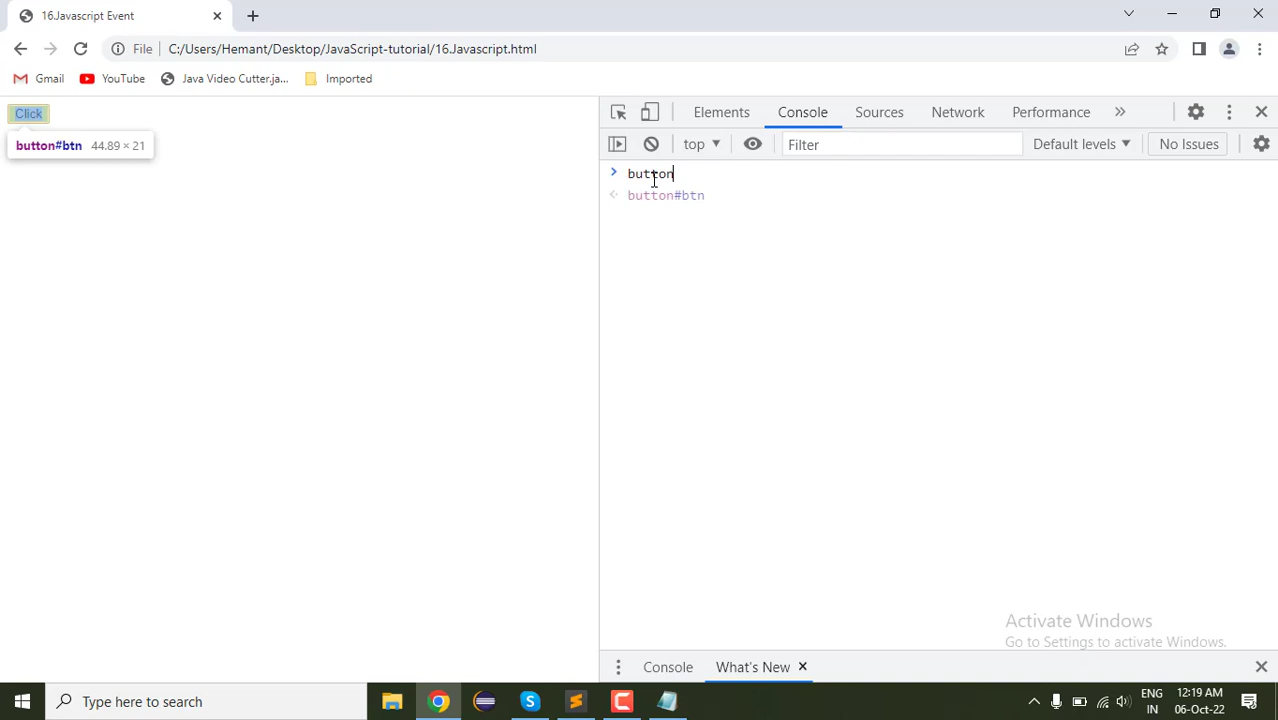 16.Javascript Event
File C:/Users/Hemant/Desktop/JavaScript-tutorial/16.Javascript.html
Gmail YouTube Java Video Cutter.ja... Imported
Click
button#btn 44.89 × 21
Elements Console Sources Network Performance
top Filter Default levels No Issues
button
button#btn
Activate Windows
Go to Settings to activate Windows.
Console What's New
Type here to search
ENG
IN
12:19 AM
06-Oct-22